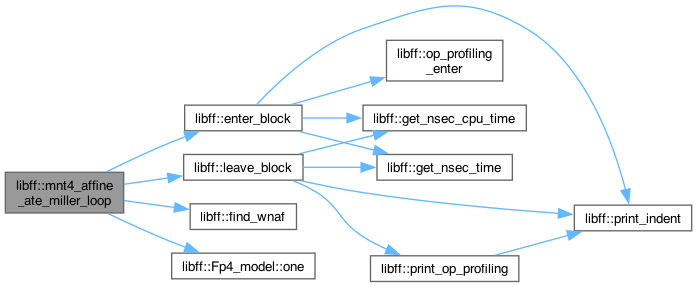 libff::mnt4_affine
_ate_miller_loop
libff::enter_block
libff::leave_block
libff::find_wnaf
libff::Fp4_model::one
libff::op_profiling
_enter
libff::get_nsec_cpu_time
libff::get_nsec_time
libff::print_op_profiling
libff::print_indent